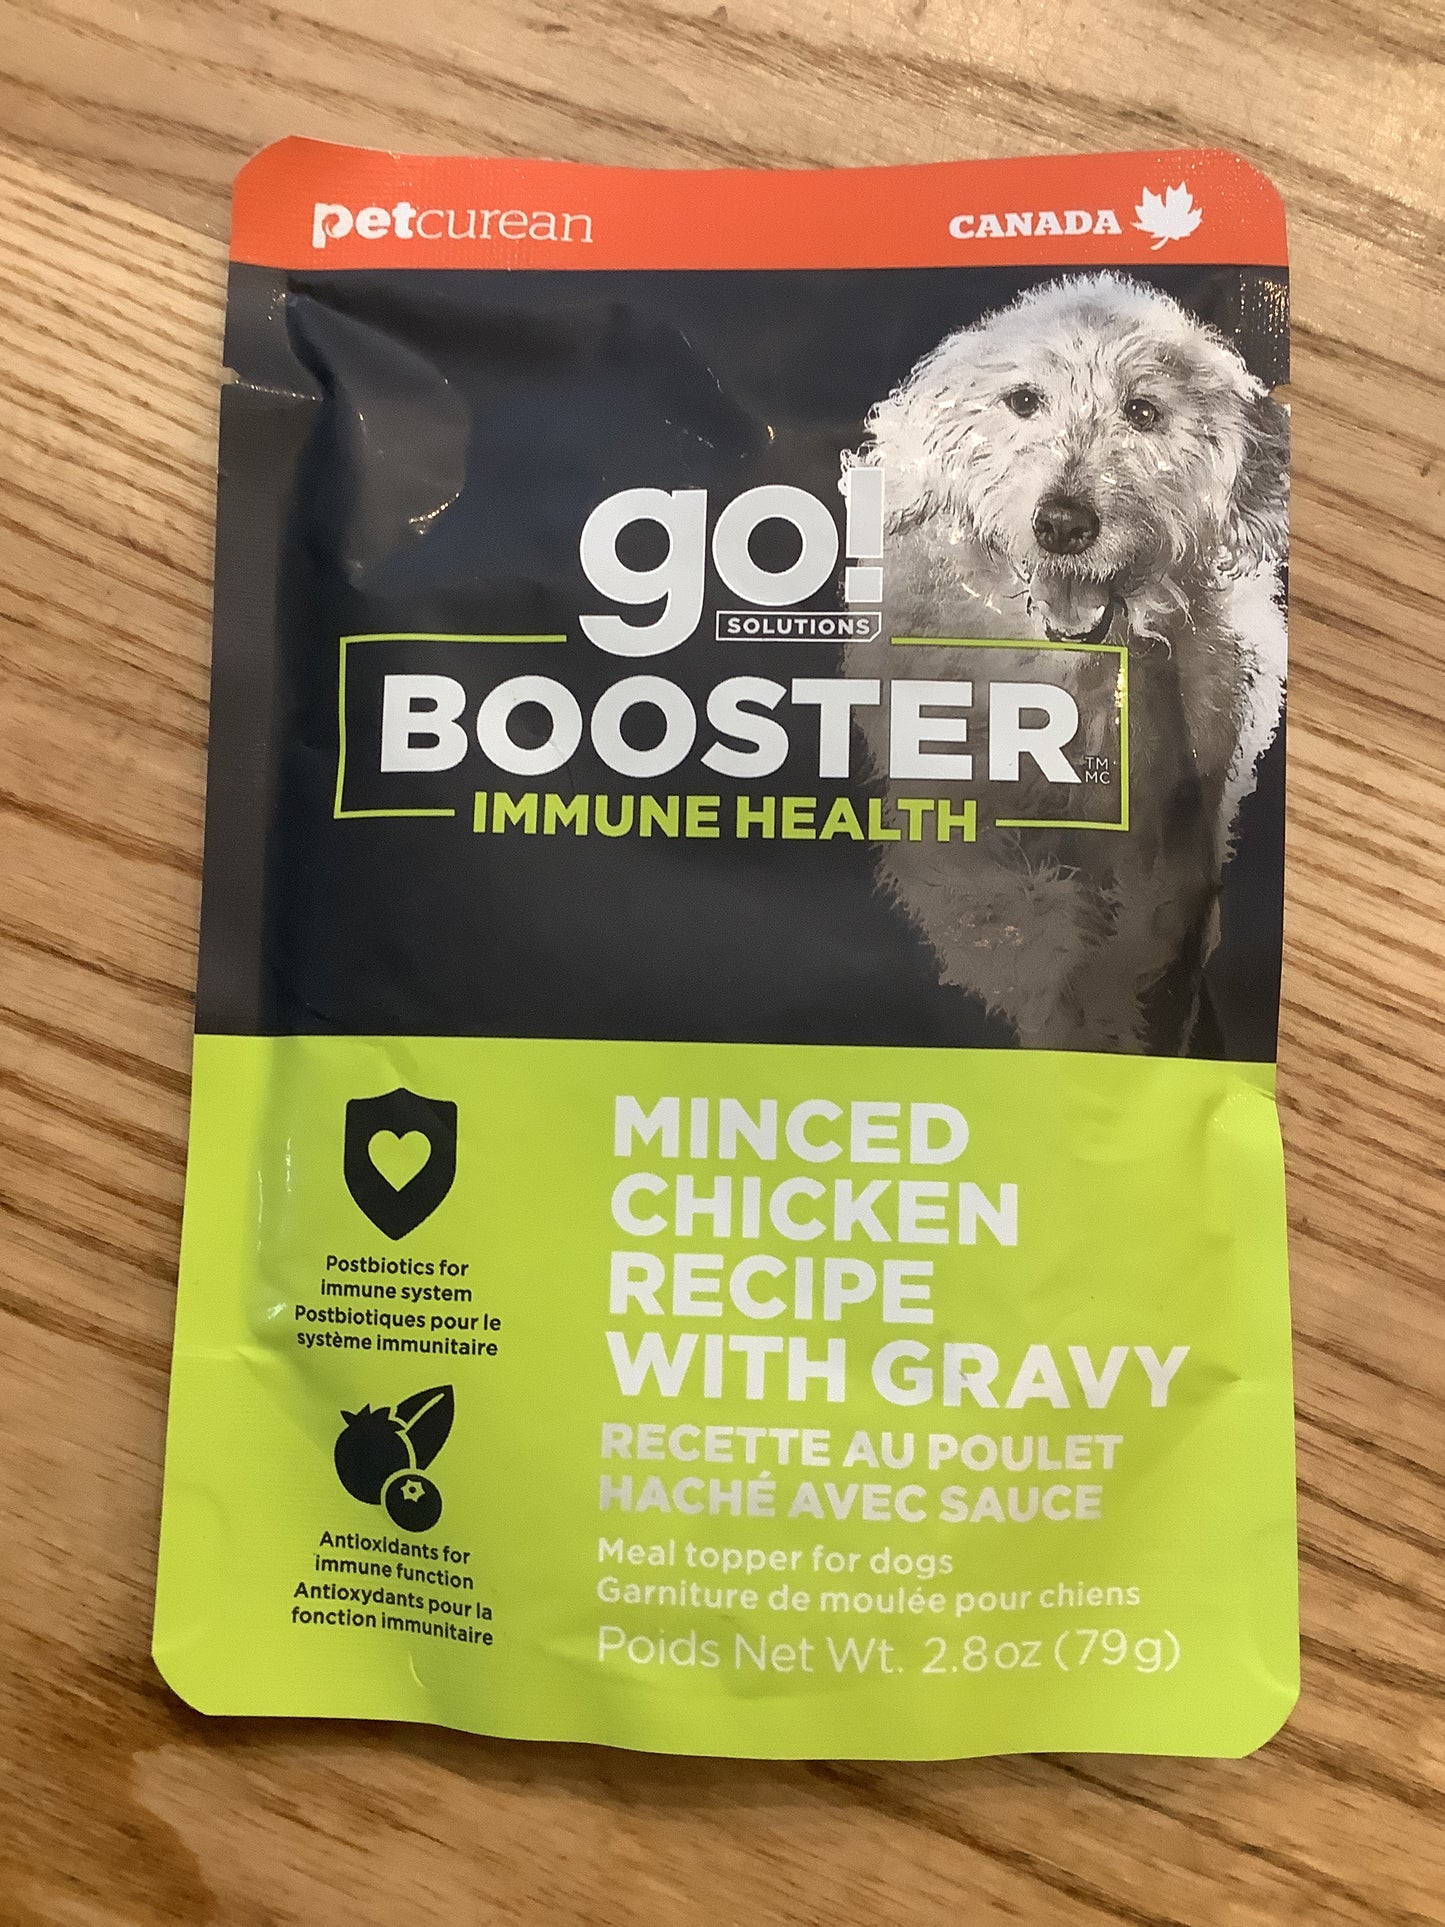 petcurean
CANADA
go!
SOLUTIONS
BOOSTER
TM
MC
IMMUNE HEALTH
Postbiotics for
immune system
Postbiotiques pour le
système immunitaire
Antioxidants for
immune function
Antioxydants pour la
fonction immunitaire
MINCED
CHICKEN
RECIPE
WITH GRAVY
RECETTE AU POULET
HACHÉ AVEC SAUCE
Meal topper for dogs
Garniture de moulée pour chiens
Poids Net Wt. 2.8oz (79g)